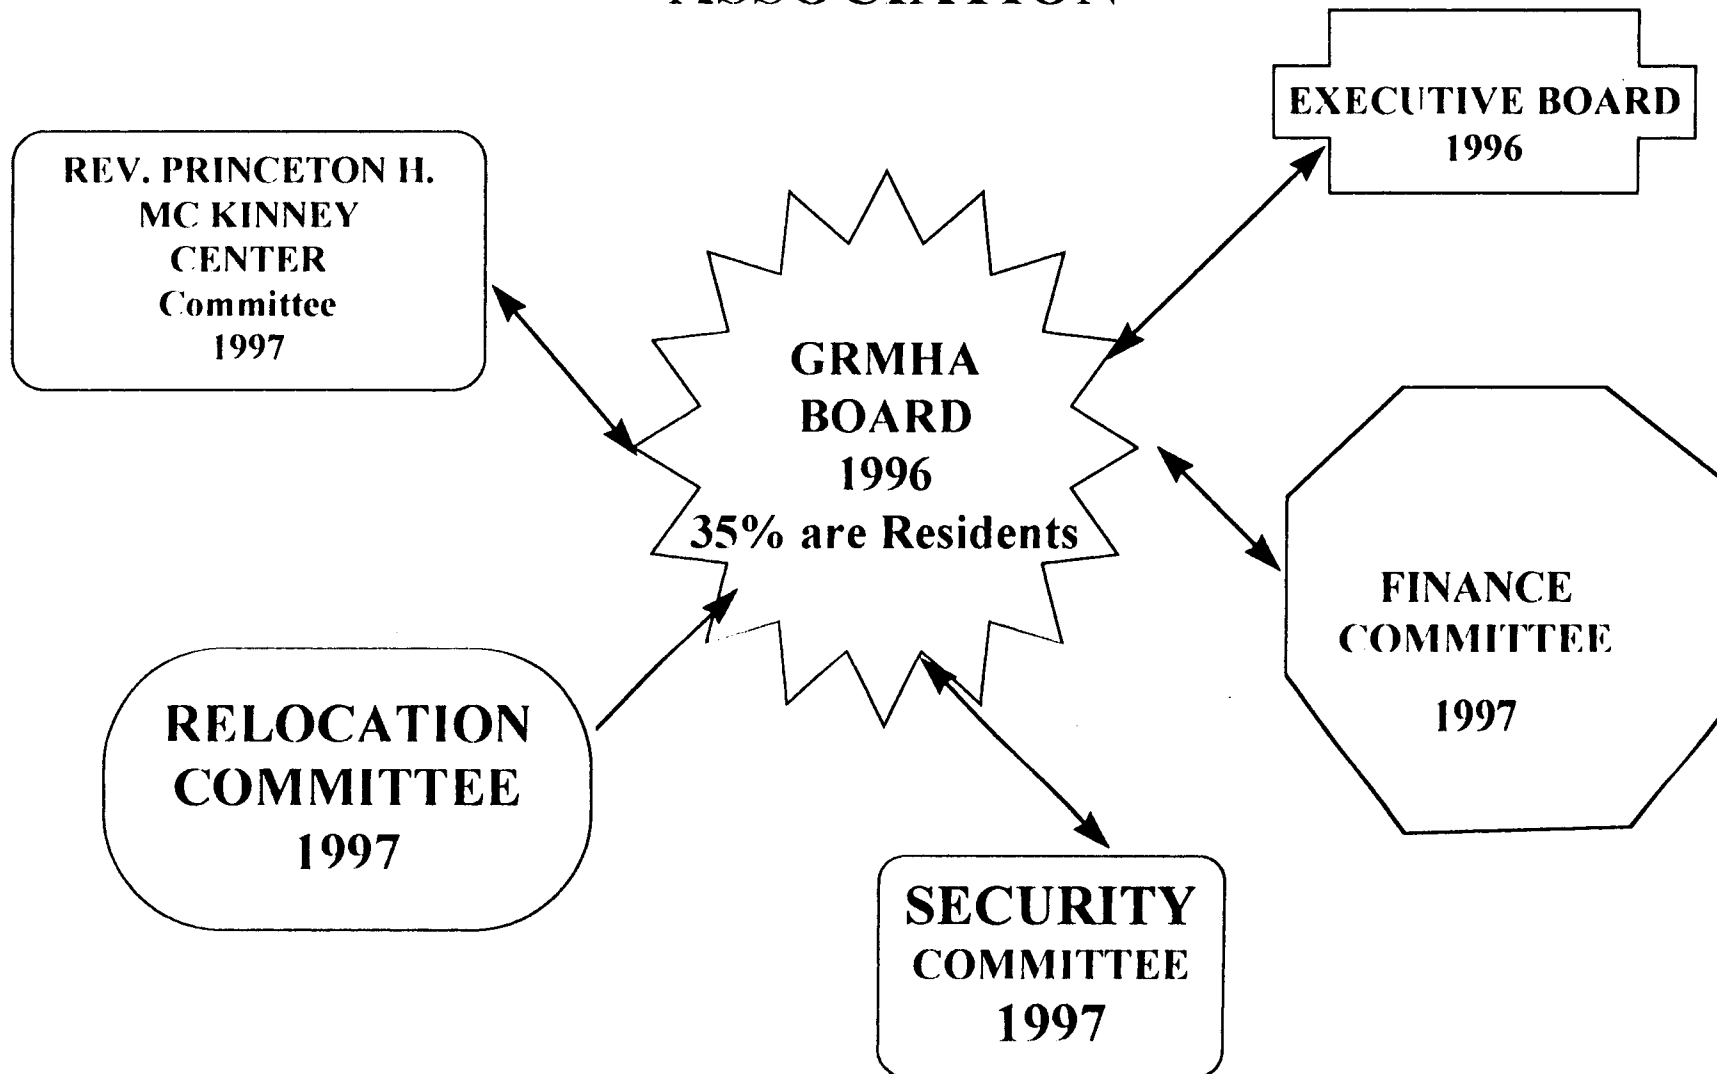 ASSOCIATION
EXECUTIVE BOARD
1996
REV. PRINCETON H.
MC KINNEY
CENTER
Committee
1997
GRMHA
BOARD
1996
35% are Residents
FINANCE
COMMITTEE
1997
RELOCATION
COMMITTEE
1997
SECURITY
COMMITTEE
1997